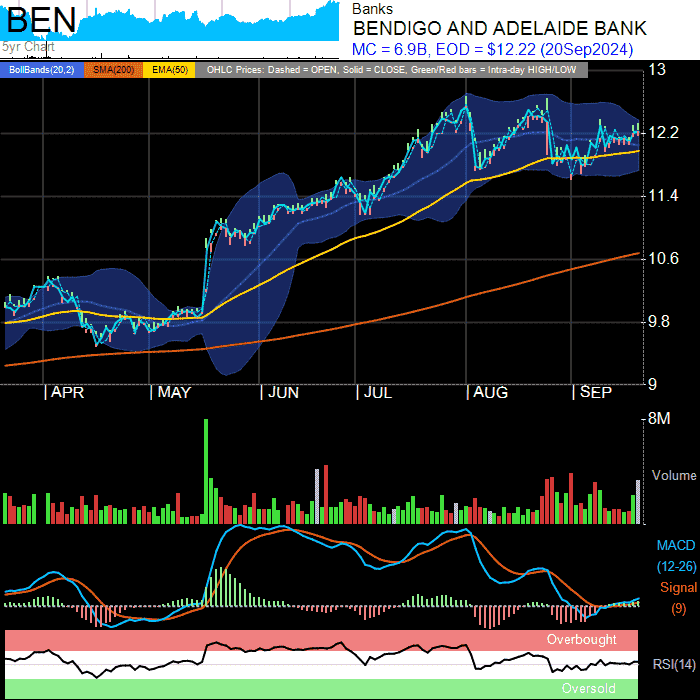 BEN
5yr Chart
Banks
BENDIGO AND ADELAIDE BANK
MC = 6.9B, EOD = $12.22 (20Sep2024)
BollBands(20,2) SMA(200) EMA(50) OHLC Prices: Dashed = OPEN, Solid = CLOSE, Green/Red bars = Intra-day HIGH/LOW
13
12.2
11.4
10.6
9.8
9
APR MAY JUN JUL AUG SEP
8M
Volume
MACD
(12-26)
Signal
(9)
Overbought
RSI(14)
Oversold